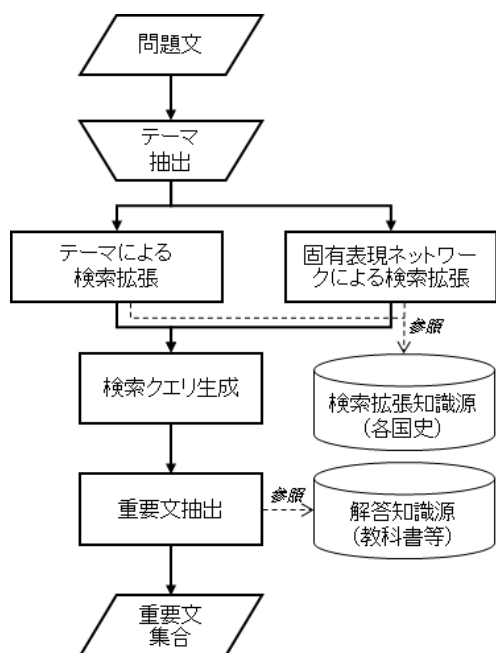 問題文
テーマ
抽出
テーマによる
検索拡張
固有表現ネットワー
クによる検索拡張
参照
検索クエリ生成
検索拡張知識源
(各国史)
重要文抽出
参照
解答知識源
(教科書等)
重要文
集合